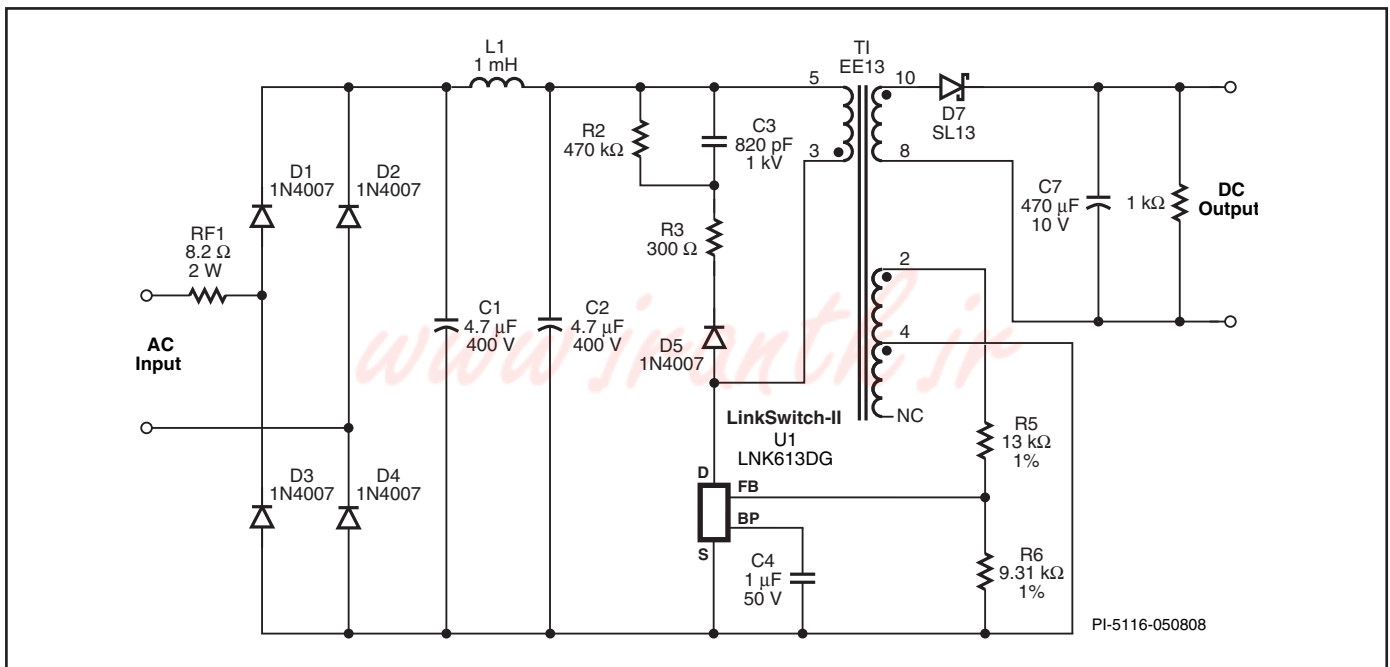 L1
1 mH
TI
EE13
5
10
D7
SL13
R2
470 kΩ
C3
820 pF
1 kV
3
8
D1
1N4007
D2
1N4007
C7
470 μF
10 V
1 kΩ
DC
Output
RF1
8.2 Ω
2 W
R3
300 Ω
2
C1
4.7 μF
400 V
C2
4.7 μF
400 V
AC
Input
D5
1N4007
4
www.iranth.ir
NC
LinkSwitch-II
U1
LNK613DG
R5
13 kΩ
1%
D3
1N4007
D4
1N4007
D
FB
BP
S
C4
1 μF
50 V
R6
9.31 kΩ
1%
PI-5116-050808